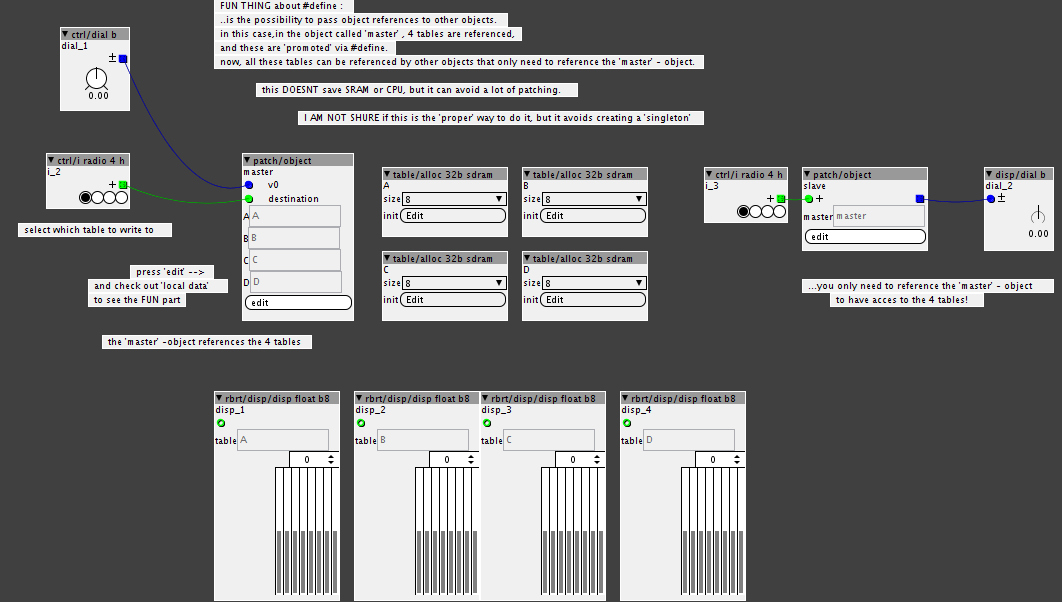 FUN THING about #define :
..is the possibility to pass object references to other objects.
in this case,in the object called 'master' , 4 tables are referenced,
and these are 'promoted' via #define.
now, all these tables can be referenced by other objects that only need to reference the 'master' - object.
this DOESNT save SRAM or CPU, but it can avoid a lot of patching.
I AM NOT SHURE if this is the 'proper' way to do it, but it avoids creating a 'singleton'
ctrl/dial b
dial_1
±
0.00
ctrl/i radio 4 h
i_2
+
select which table to write to
press 'edit' -->
and check out 'local data'
to see the FUN part
patch/object
master
v0
destination
A A
B B
C C
D D
edit
the 'master' -object references the 4 tables
table/alloc 32b sdram
A
size 8
init Edit
table/alloc 32b sdram
B
size 8
init Edit
table/alloc 32b sdram
C
size 8
init Edit
table/alloc 32b sdram
D
size 8
init Edit
ctrl/i radio 4 h
i_3
+
patch/object
slave
+
master master
edit
disp/dial b
dial_2
±
0.00
...you only need to reference the 'master' - object
to have acces to the 4 tables!
rbrt/disp/disp float b8
disp_1
table A
0
rbrt/disp/disp float b8
disp_2
table B
0
rbrt/disp/disp float b8
disp_3
table C
0
rbrt/disp/disp float b8
disp_4
table D
0